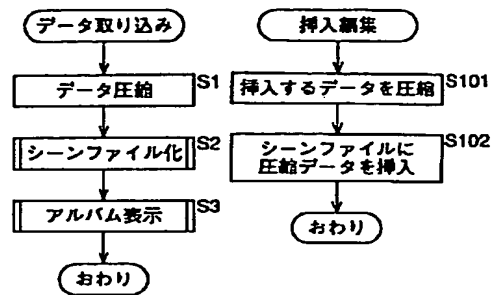 データ取り込み
データ圧縮
S1
シーンファイル化
S2
アルバム表示
S3
おわり
挿入編集
挿入するデータを圧縮
S101
シーンファイルに
圧縮データを挿入
S102
おわり